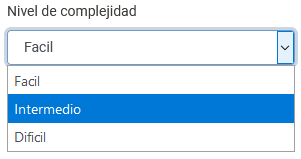 Nivel de complejidad
Facil
Facil
Intermedio
Dificil